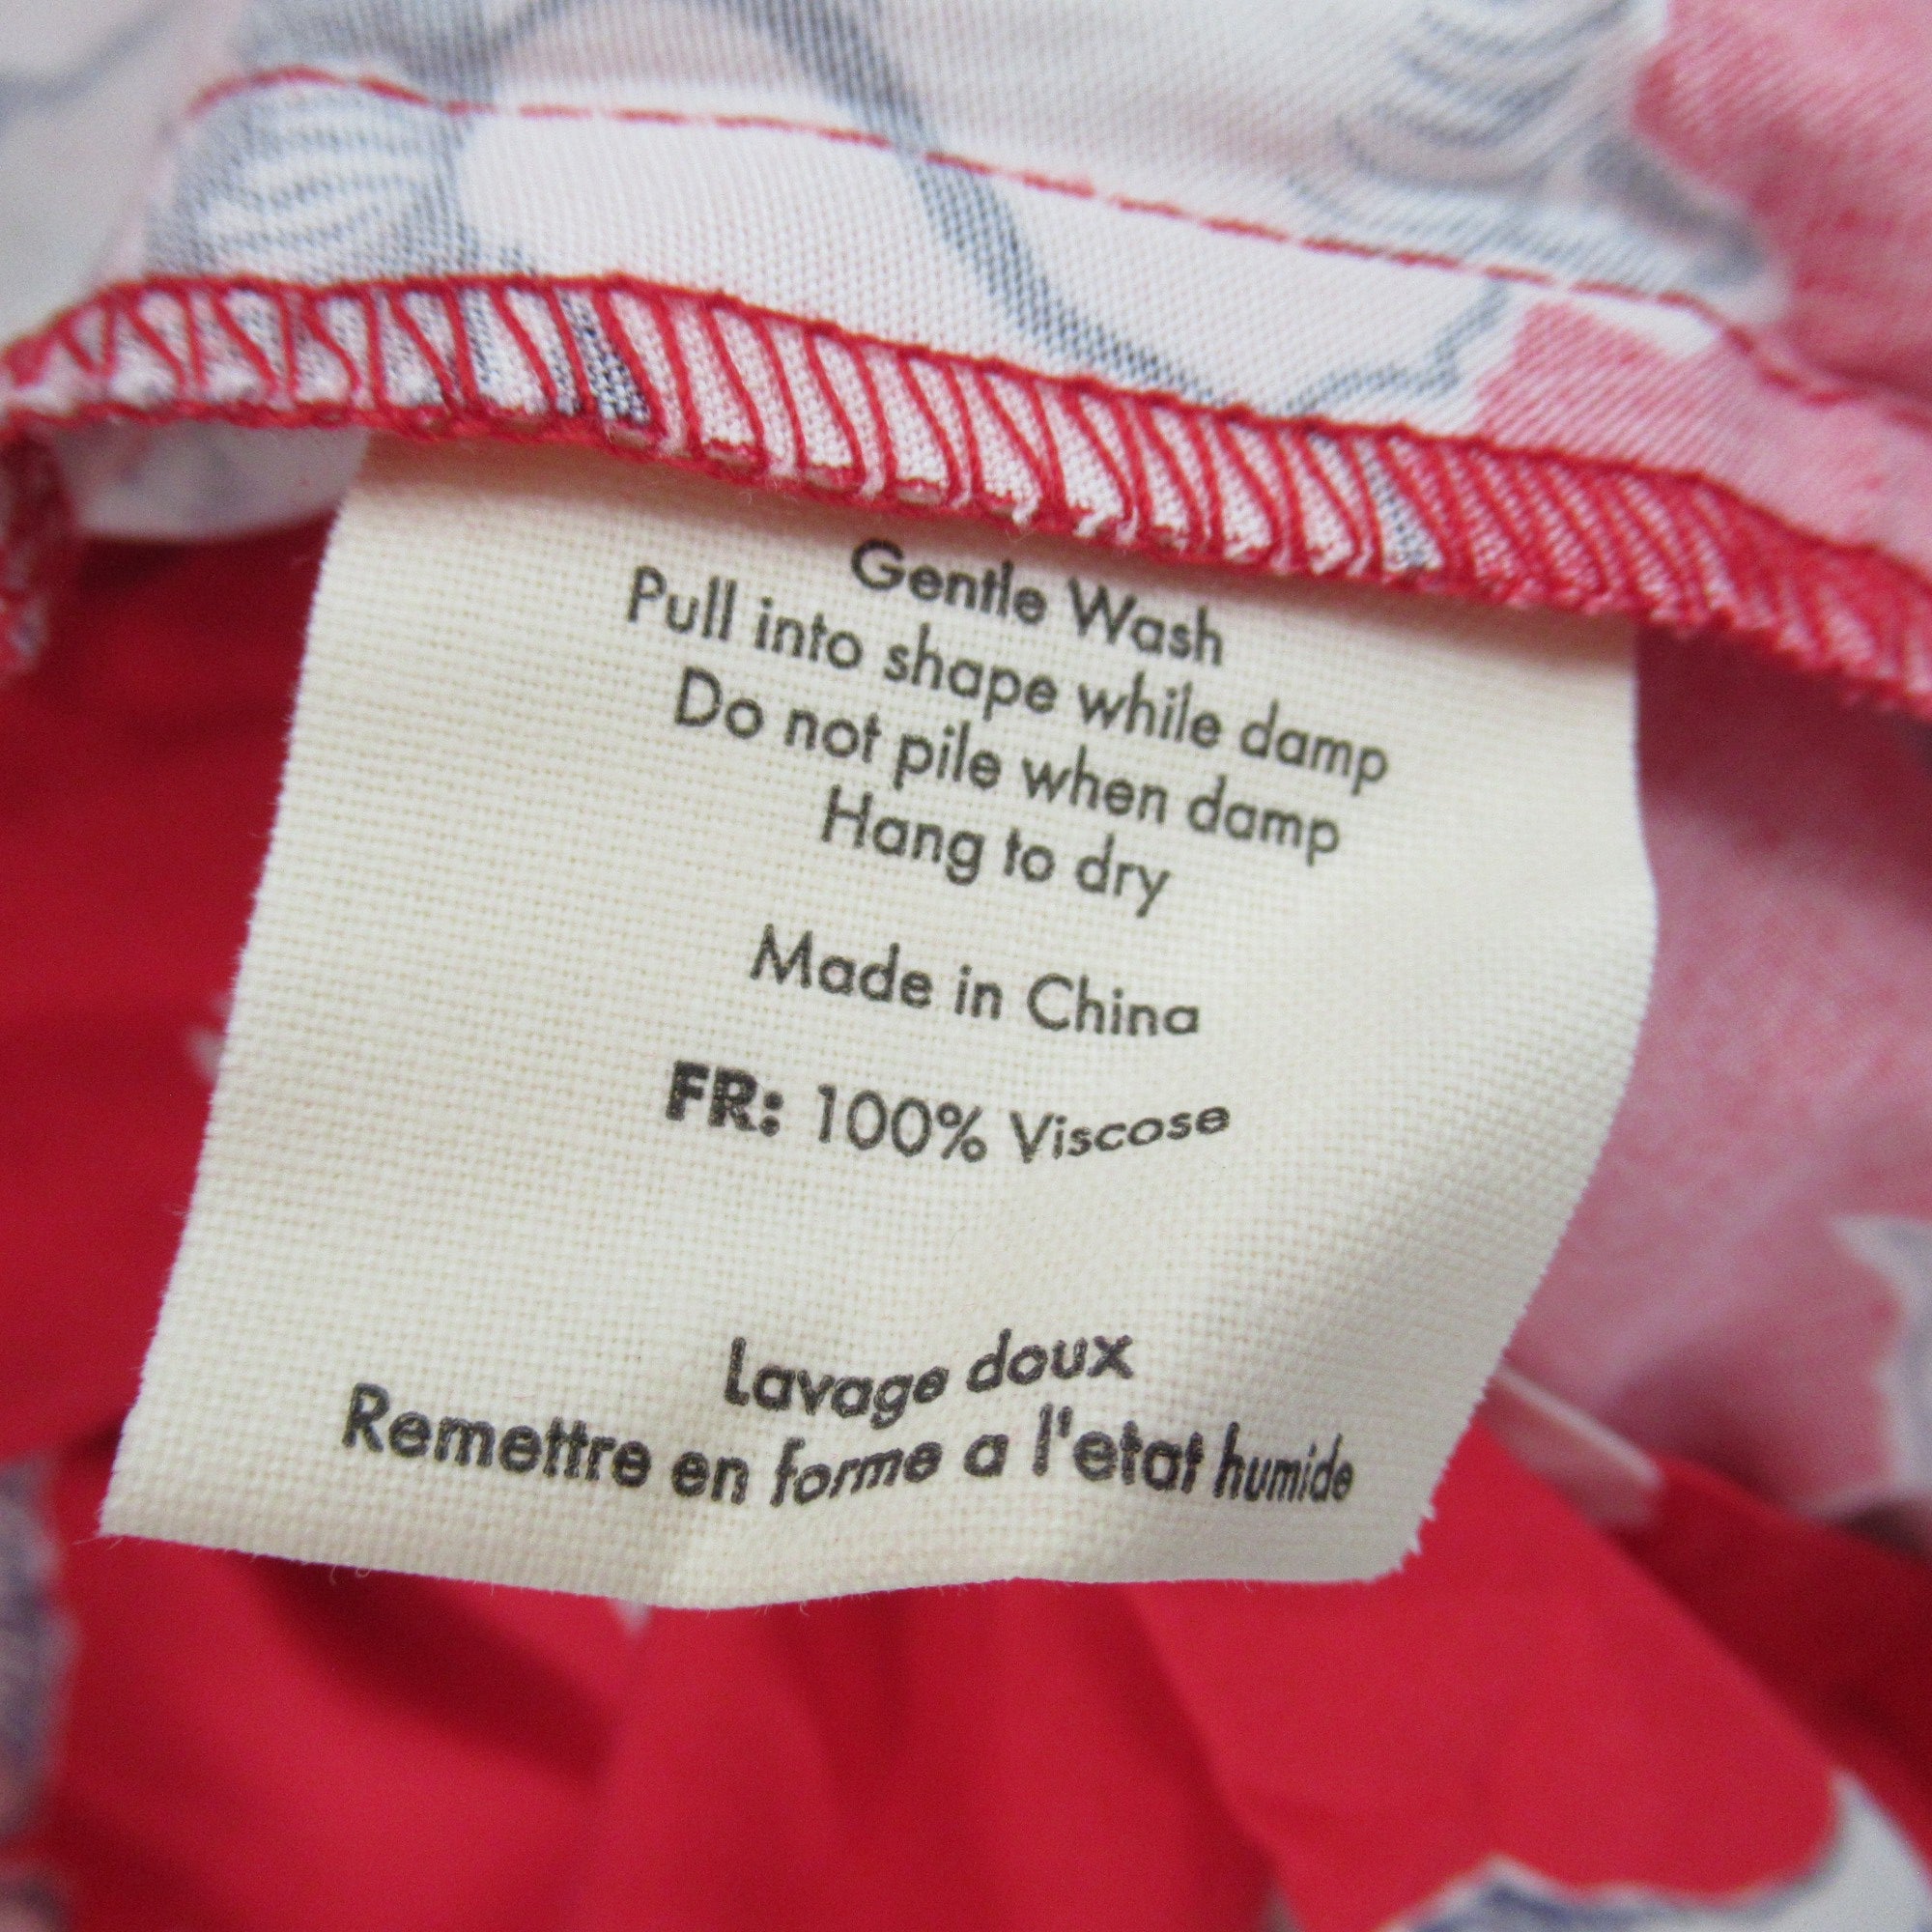 Gentle Wash
Pull into shape while damp
Do not pile when damp
Hang to dry
Made in China
FR: 100% Viscose
Lavage doux
Remettre en forme a l'etat humide